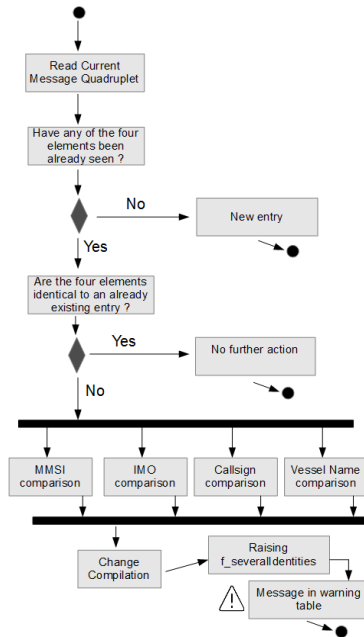 Read Current
Message Quadruplet
Have any of the four
elements been
already seen ?
No
New entry
Yes
Are the four elements
identical to an already
existing entry ?
Yes
No further action
No
MMSI
comparison
IMO
comparison
Callsign
comparison
Vessel Name
comparison
Change
Compilation
Raising
f_severalIdentities
Message in warning
table